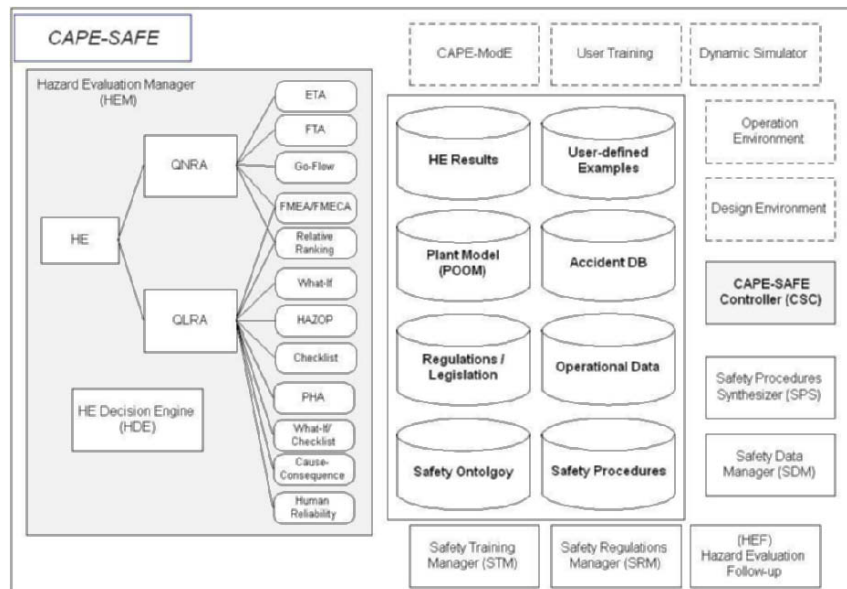 CAPE-SAFE
Hazard Evaluation Manager
(HEM)
HE
QNRA
QLRA
HE Decision Engine
(HDE)
ETA
FTA
Go-Flow
FMEA/FMECA
Relative
Ranking
What-If
HAZOP
Checklist
PHA
What-If/
Checklist
Cause-
Consequence
Human
Reliability
CAPE-ModE
User Training
Dynamic Simulator
HE Results
User-defined
Examples
Plant Model
(POOM)
Accident DB
Regulations /
Legislation
Operational Data
Safety Ontolgoy
Safety Procedures
Operation
Environment
Design Environment
CAPE-SAFE
Controller (CSC)
Safety Procedures
Synthesizer (SPS)
Safety Data
Manager (SDM)
Safety Training
Manager (STM)
Safety Regulations
Manager (SRM)
(HEF)
Hazard Evaluation
Follow-up